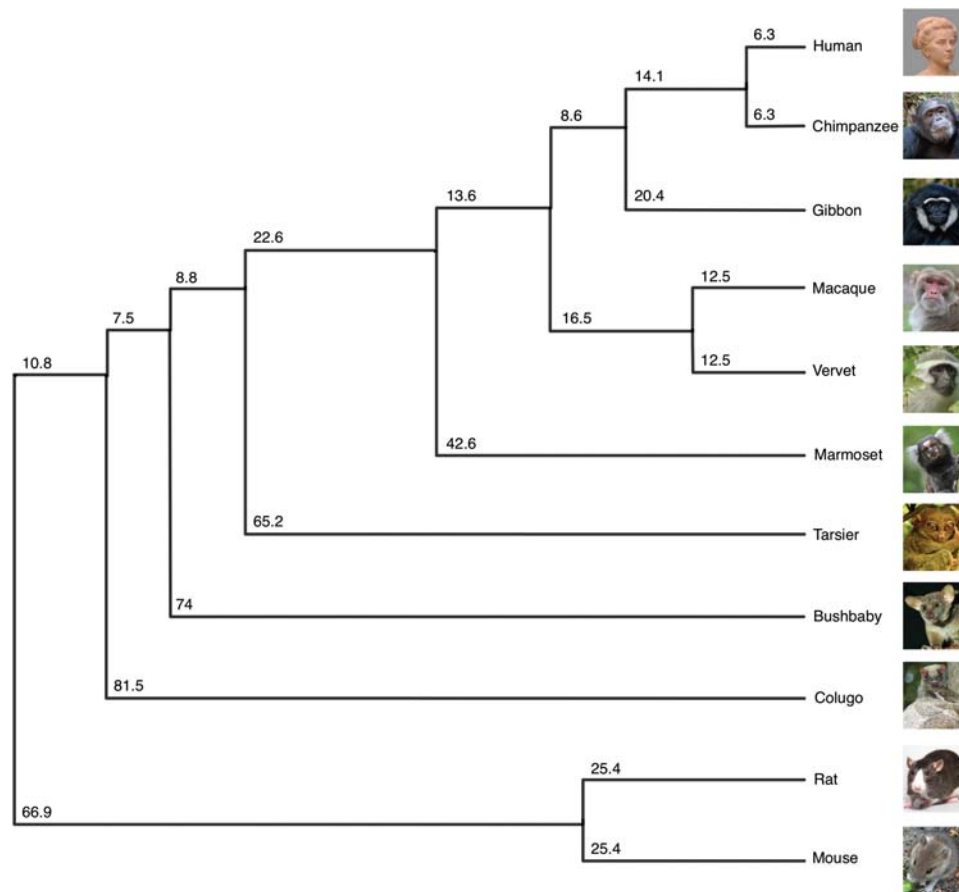 6.3
Human
14.1
8.6
6.3
Chimpanzee
13.6
20.4
Gibbon
22.6
8.8
12.5
Macaque
7.5
16.5
10.8
12.5
Vervet
42.6
Marmoset
65.2
Tarsier
74
Bushbaby
81.5
Colugo
25.4
Rat
66.9
25.4
Mouse